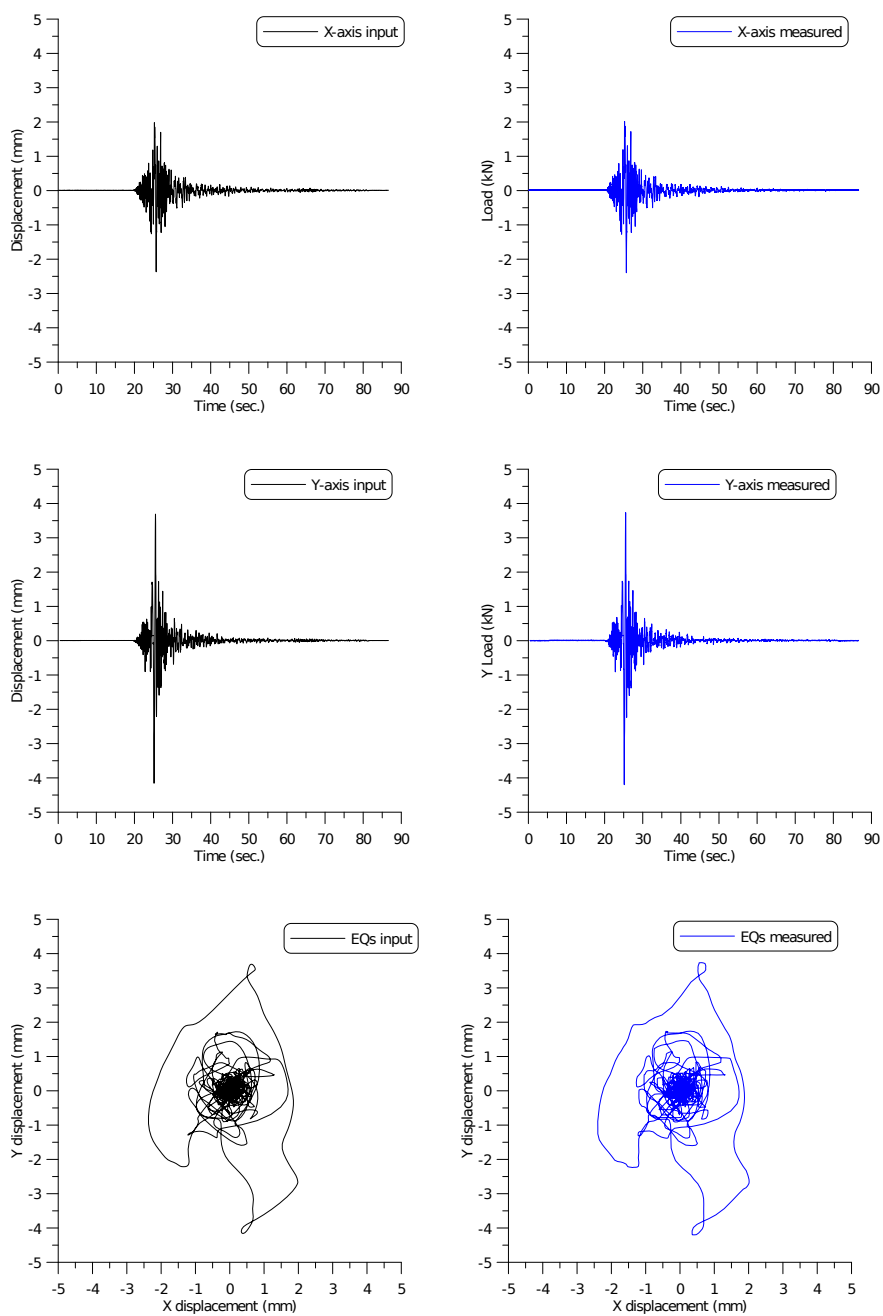 X-axis input
Displacement (mm)
5
4
3
2
1
0
-1
-2
-3
-4
-5
0 10 20 30 40 50 60 70 80 90
Time (sec.)
X-axis measured
Load (kN)
5
4
3
2
1
0
-1
-2
-3
-4
-5
0 10 20 30 40 50 60 70 80 90
Time (sec.)
Y-axis input
Displacement (mm)
5
4
3
2
1
0
-1
-2
-3
-4
-5
0 10 20 30 40 50 60 70 80 90
Time (sec.)
Y-axis measured
Y Load (kN)
5
4
3
2
1
0
-1
-2
-3
-4
-5
0 10 20 30 40 50 60 70 80 90
Time (sec.)
EQs input
Y displacement (mm)
5
4
3
2
1
0
-1
-2
-3
-4
-5
-5 -4 -3 -2 -1 0 1 2 3 4 5
X displacement (mm)
EQs measured
Y displacement (mm)
5
4
3
2
1
0
-1
-2
-3
-4
-5
-5 -4 -3 -2 -1 0 1 2 3 4 5
X displacement (mm)